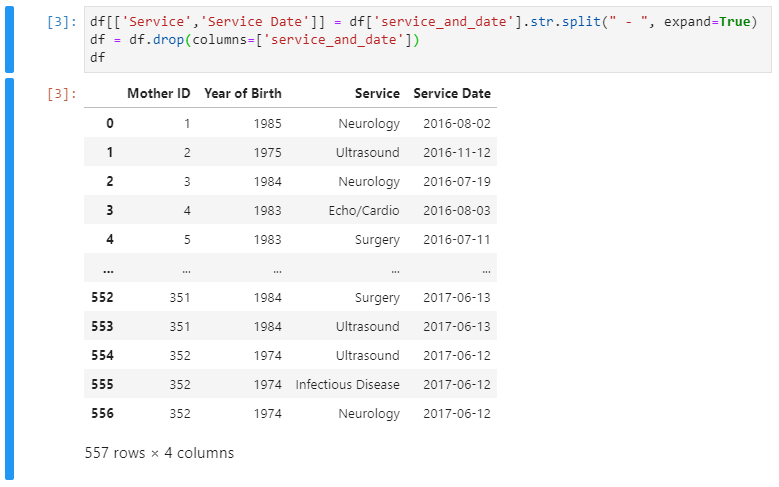 [3]: df[['Service','Service Date']] = df['service_and_date'].str.split(" - ", expand=True)
df = df.drop(columns=['service_and_date'])
df
[3]: Mother ID Year of Birth Service Service Date
0 1 1985 Neurology 2016-08-02
1 2 1975 Ultrasound 2016-11-12
2 3 1984 Neurology 2016-07-19
3 4 1983 Echo/Cardio 2016-08-03
4 5 1983 Surgery 2016-07-11
... ... ... ... ...
552 351 1984 Surgery 2017-06-13
553 351 1984 Ultrasound 2017-06-13
554 352 1974 Ultrasound 2017-06-12
555 352 1974 Infectious Disease 2017-06-12
556 352 1974 Neurology 2017-06-12
557 rows × 4 columns